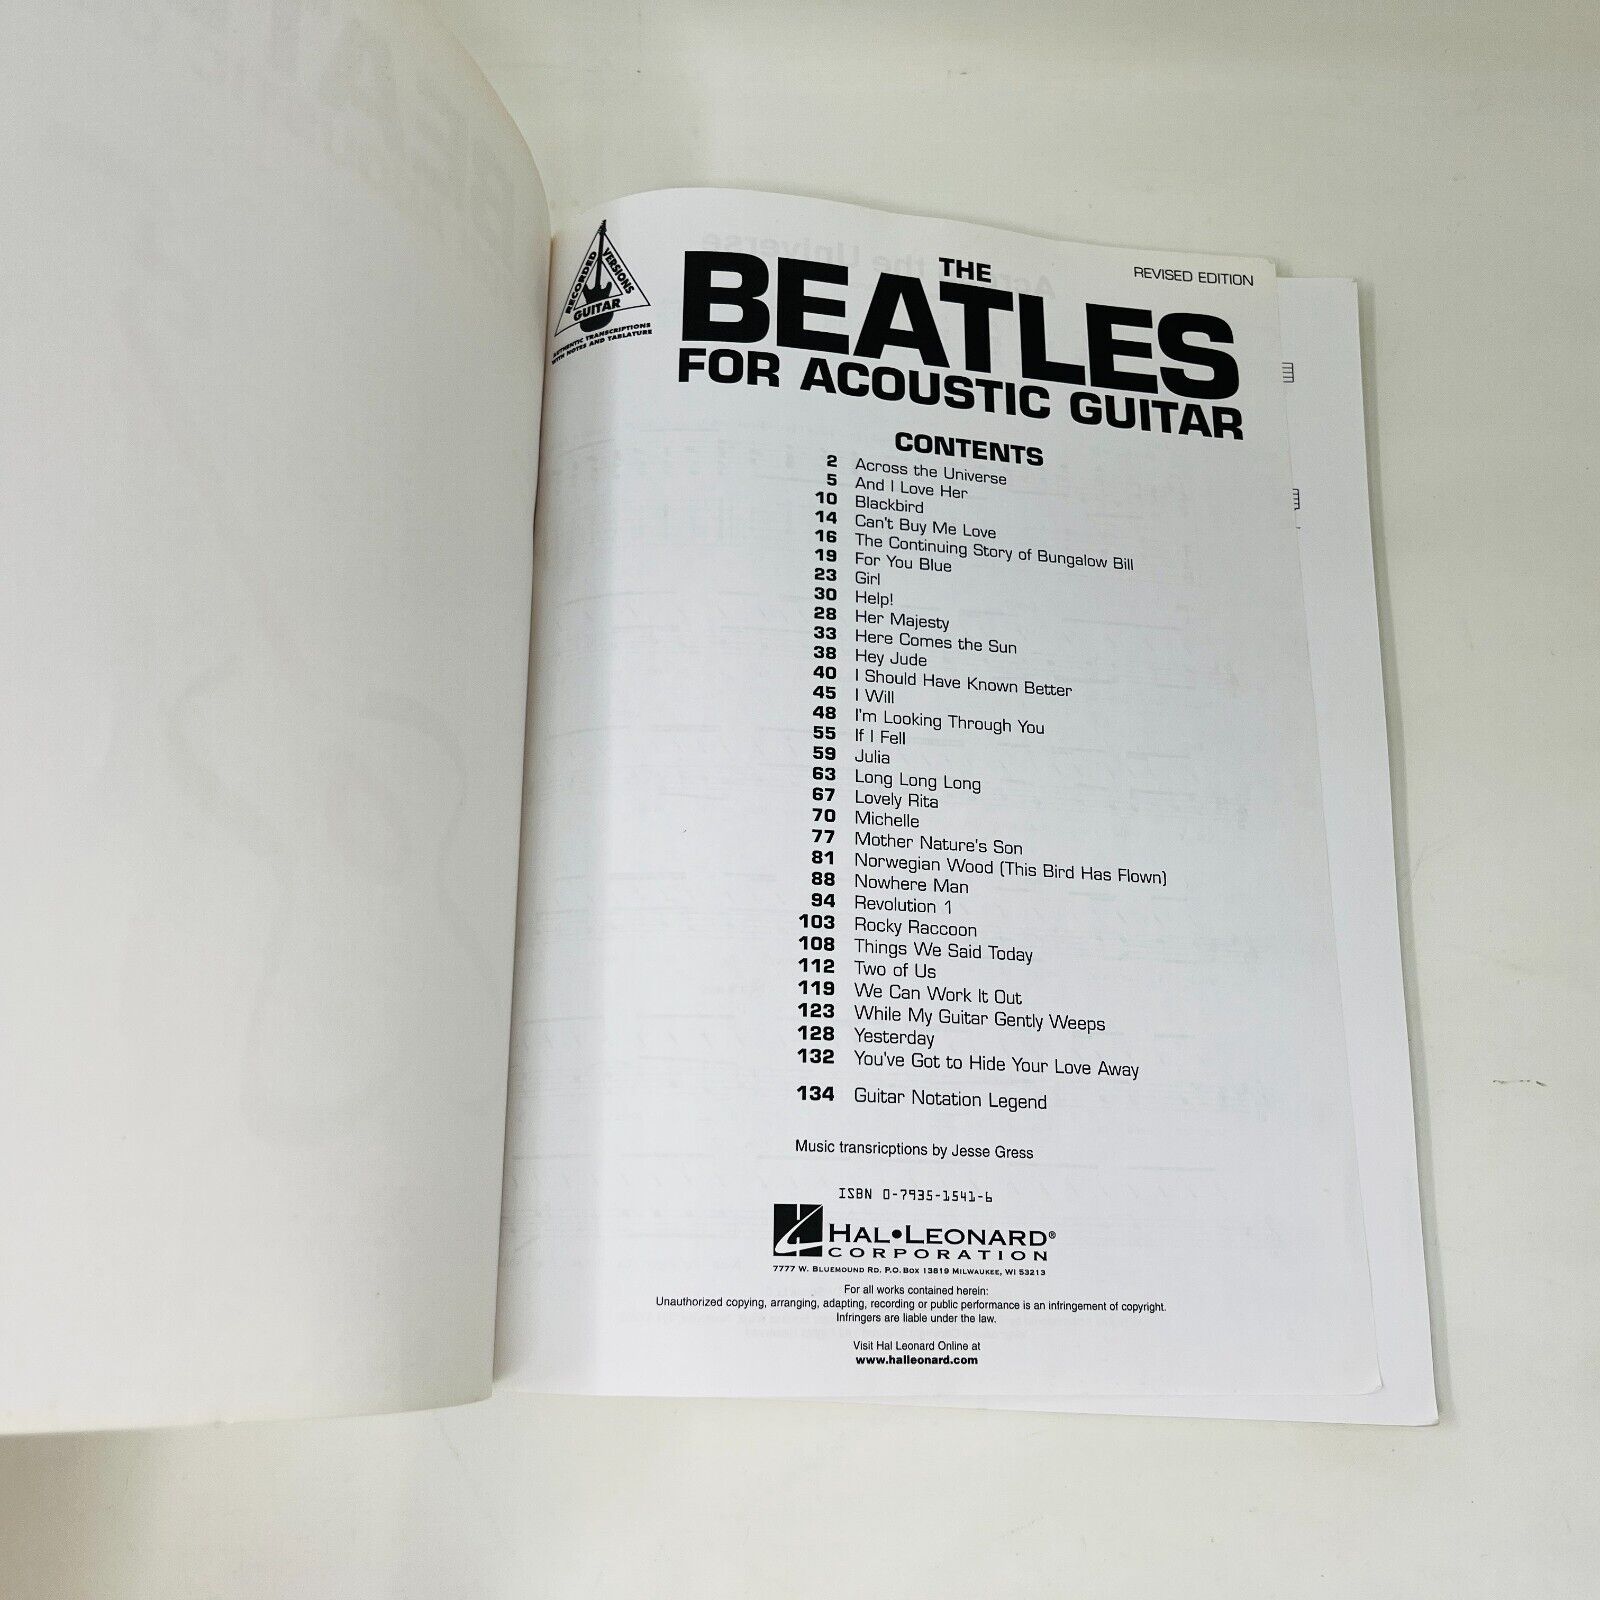 RECORDED VERSIONS
GUITAR
AUTHENTIC TRANSCRIPTIONS
WITH NOTES AND TABLATURE
REVISED EDITION
THE
BEATLES
FOR ACOUSTIC GUITAR
CONTENTS
2 Across the Universe
5 And I Love Her
10 Blackbird
14 Can't Buy Me Love
16 The Continuing Story of Bungalow Bill
19 For You Blue
23 Girl
30 Help!
28 Her Majesty
33 Here Comes the Sun
38 Hey Jude
40 I Should Have Known Better
45 I Will
48 I'm Looking Through You
55 If I Fell
59 Julia
63 Long Long Long
67 Lovely Rita
70 Michelle
77 Mother Nature's Son
81 Norwegian Wood (This Bird Has Flown)
88 Nowhere Man
94 Revolution 1
103 Rocky Raccoon
108 Things We Said Today
112 Two of Us
119 We Can Work It Out
123 While My Guitar Gently Weeps
128 Yesterday
132 You've Got to Hide Your Love Away
134 Guitar Notation Legend
Music transricptions by Jesse Gress
ISBN 0-7935-1541-6
HAL•LEONARD®
CORPORATION
7777 W. BLUEMOUND RD. P.O. BOX 13819 MILWAUKEE, WI 53213
For all works contained herein:
Unauthorized copying, arranging, adapting, recording or public performance is an infringement of copyright.
Infringers are liable under the law.
Visit Hal Leonard Online at
www.halleonard.com